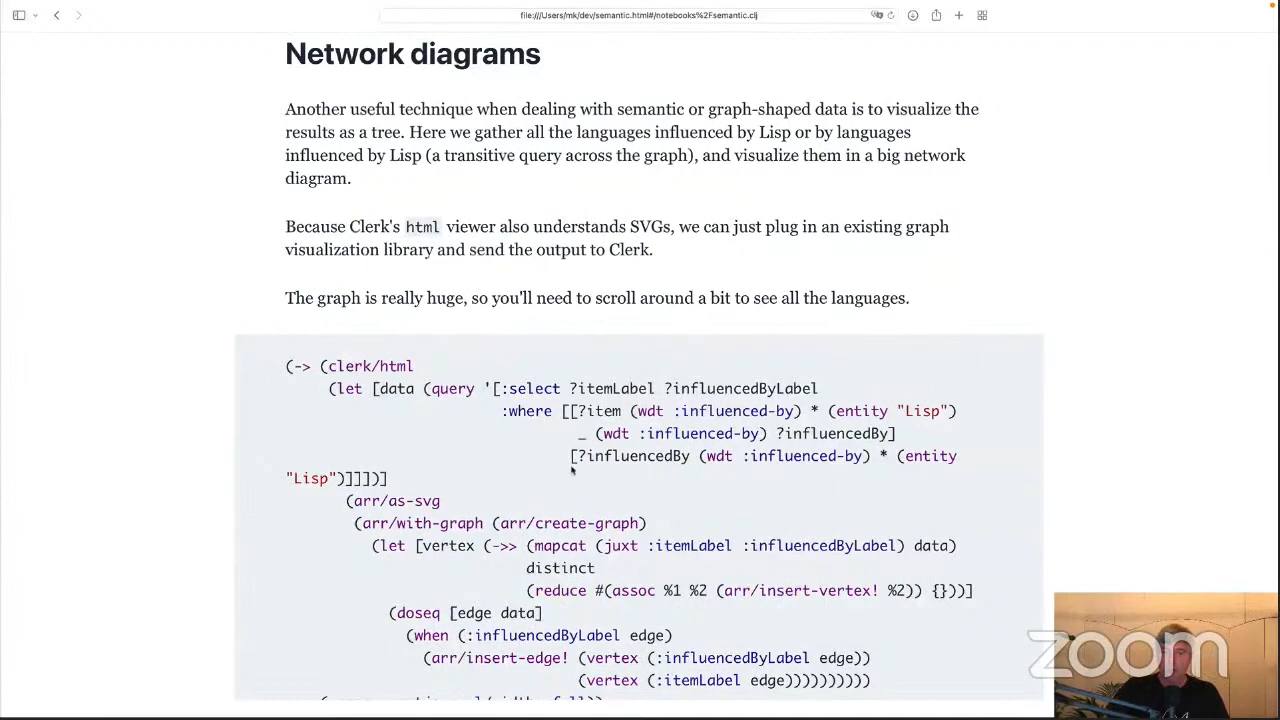 file:///Users/mk/dev/semantic.html#/notebooks%2Fsemantic.clj
Network diagrams
Another useful technique when dealing with semantic or graph-shaped data is to visualize the
results as a tree. Here we gather all the languages influenced by Lisp or by languages
influenced by Lisp (a transitive query across the graph), and visualize them in a big network
diagram.
Because Clerk's html viewer also understands SVGs, we can just plug in an existing graph
visualization library and send the output to Clerk.
The graph is really huge, so you'll need to scroll around a bit to see all the languages.
(-> (clerk/html
(let [data (query '[:select ?itemLabel ?influencedByLabel
:where [[?item (wdt :influenced-by) * (entity "Lisp")
_ (wdt :influenced-by) ?influencedBy]
[?influencedBy (wdt :influenced-by) * (entity
"Lisp")]]])]
(arr/as-svg
(arr/with-graph (arr/create-graph)
(let [vertex (->> (mapcat (juxt :itemLabel :influencedByLabel) data)
distinct
(reduce #(assoc %1 %2 (arr/insert-vertex! %2)) {}))]
(doseq [edge data]
(when (:influencedByLabel edge)
(arr/insert-edge! (vertex (:influencedByLabel edge))
(vertex (:itemLabel edge)))))))))
zoom